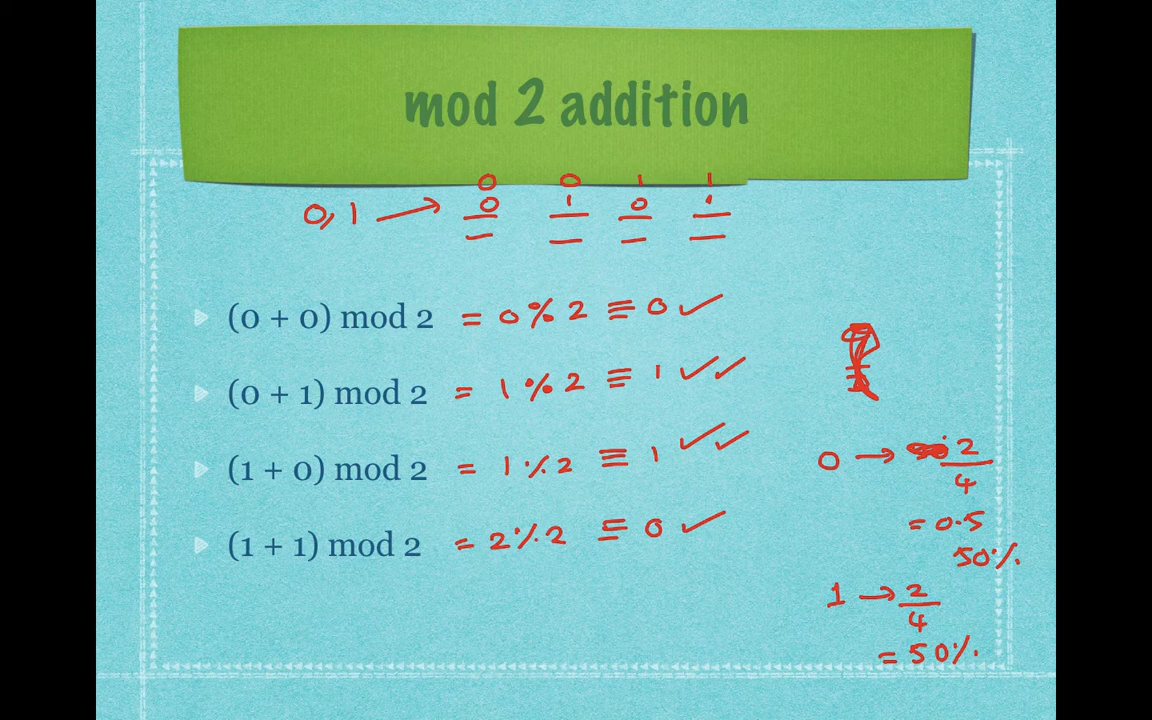 mod 2 addition
0 0 1 1
0, 1 → 0 1 0 1
(0 + 0) mod 2 = 0 % 2 ≡ 0 ✓
(0 + 1) mod 2 = 1 % 2 ≡ 1 ✓✓
(1 + 0) mod 2 = 1 % 2 ≡ 1 ✓✓
(1 + 1) mod 2 = 2 % 2 ≡ 0 ✓
0 → 2
4
= 0.5
50%
1 → 2
4
= 50%